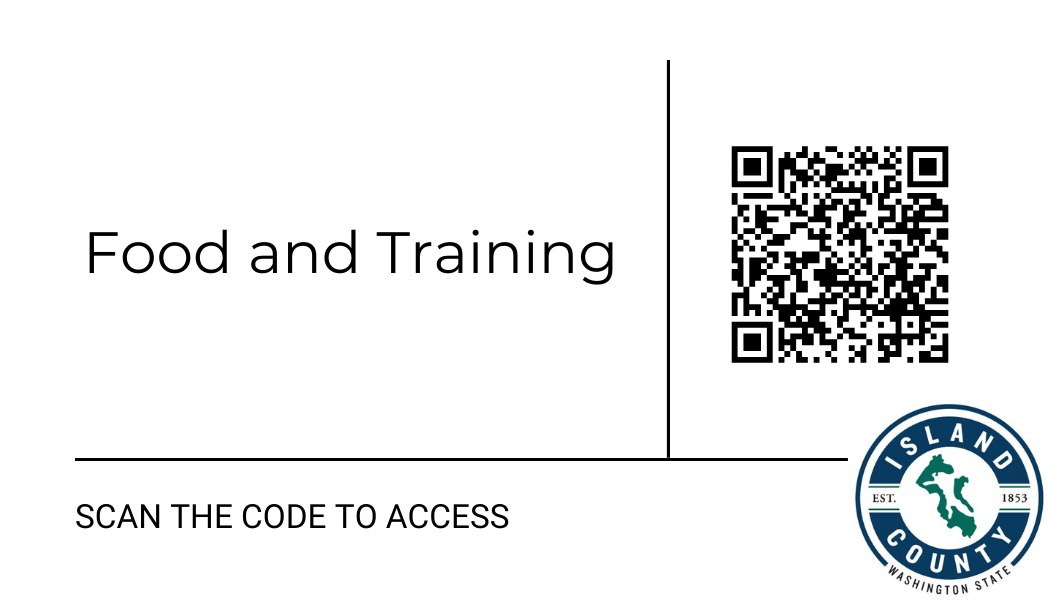 Food and Training
SCAN THE CODE TO ACCESS
ISLAND
EST. 1853
COUNTY
WASHINGTON STATE